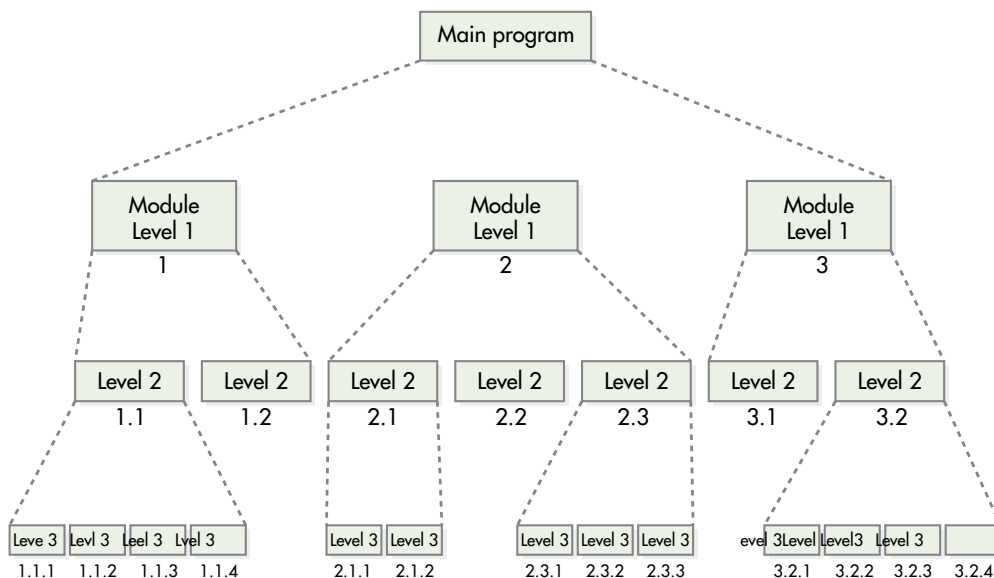 Main program
Module
Level 1
1
Module
Level 1
2
Module
Level 1
3
Level 2
1.1
Level 2
1.2
Level 2
2.1
Level 2
2.2
Level 2
2.3
Level 2
3.1
Level 2
3.2
Leve 3 Levl 3 Leel 3 Lvel 3
Level 3 Level 3
Level 3 Level 3 Level 3
evel 3Level Level3 Level 3
1.1.1 1.1.2 1.1.3 1.1.4
2.1.1 2.1.2
2.3.1 2.3.2 2.3.3
3.2.1 3.2.2 3.2.3 3.2.4